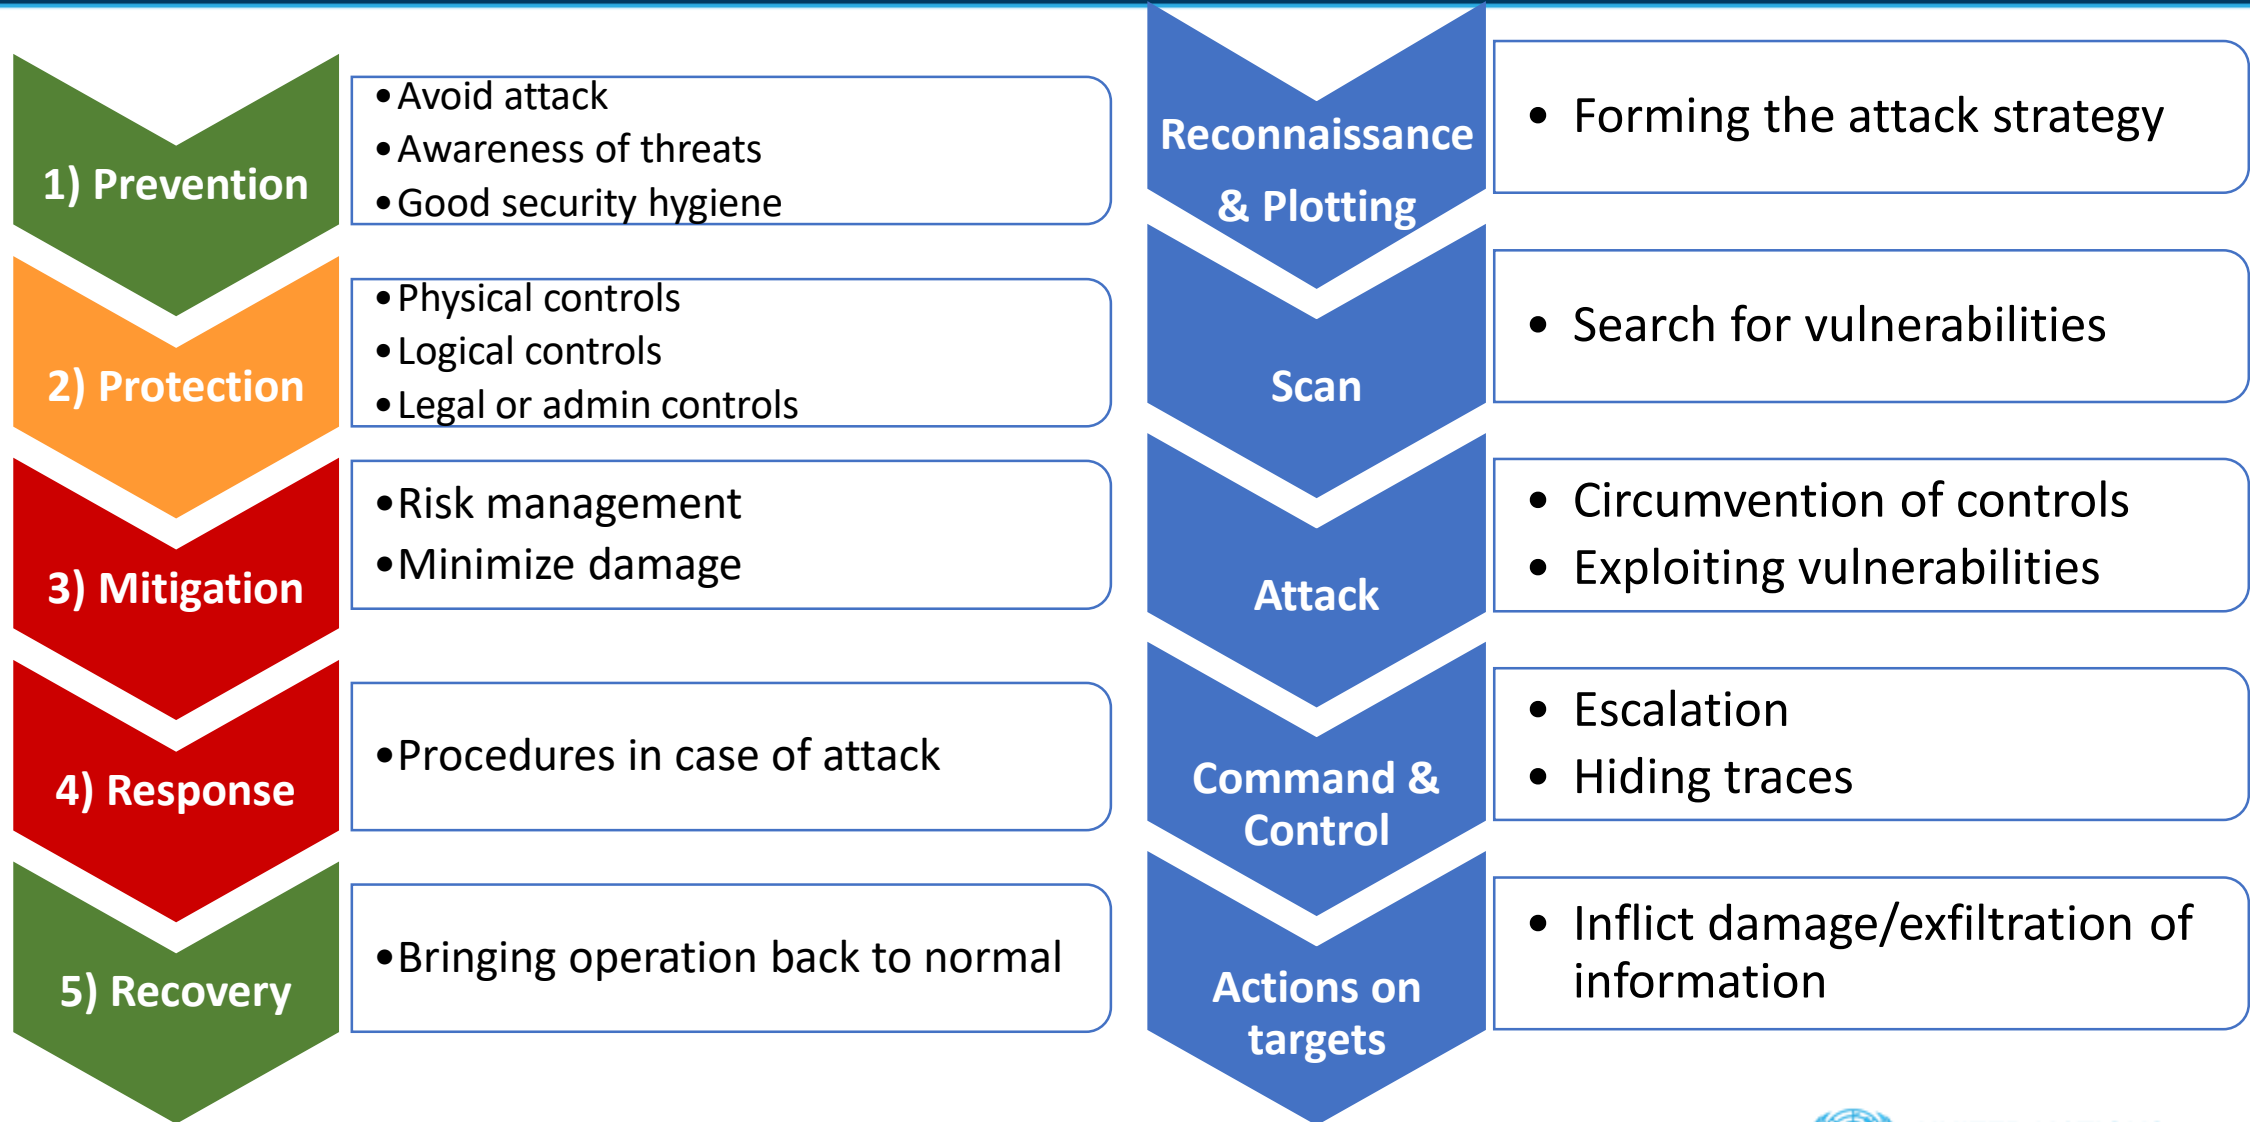 1) Prevention
•Avoid attack
•Awareness of threats
•Good security hygiene
2) Protection
•Physical controls
•Logical controls
•Legal or admin controls
3) Mitigation
•Risk management
•Minimize damage
4) Response
•Procedures in case of attack
5) Recovery
•Bringing operation back to normal
Reconnaissance
& Plotting
• Forming the attack strategy
Scan
• Search for vulnerabilities
Attack
• Circumvention of controls
• Exploiting vulnerabilities
Command &
Control
• Escalation
• Hiding traces
Actions on
targets
• Inflict damage/exfiltration of
information